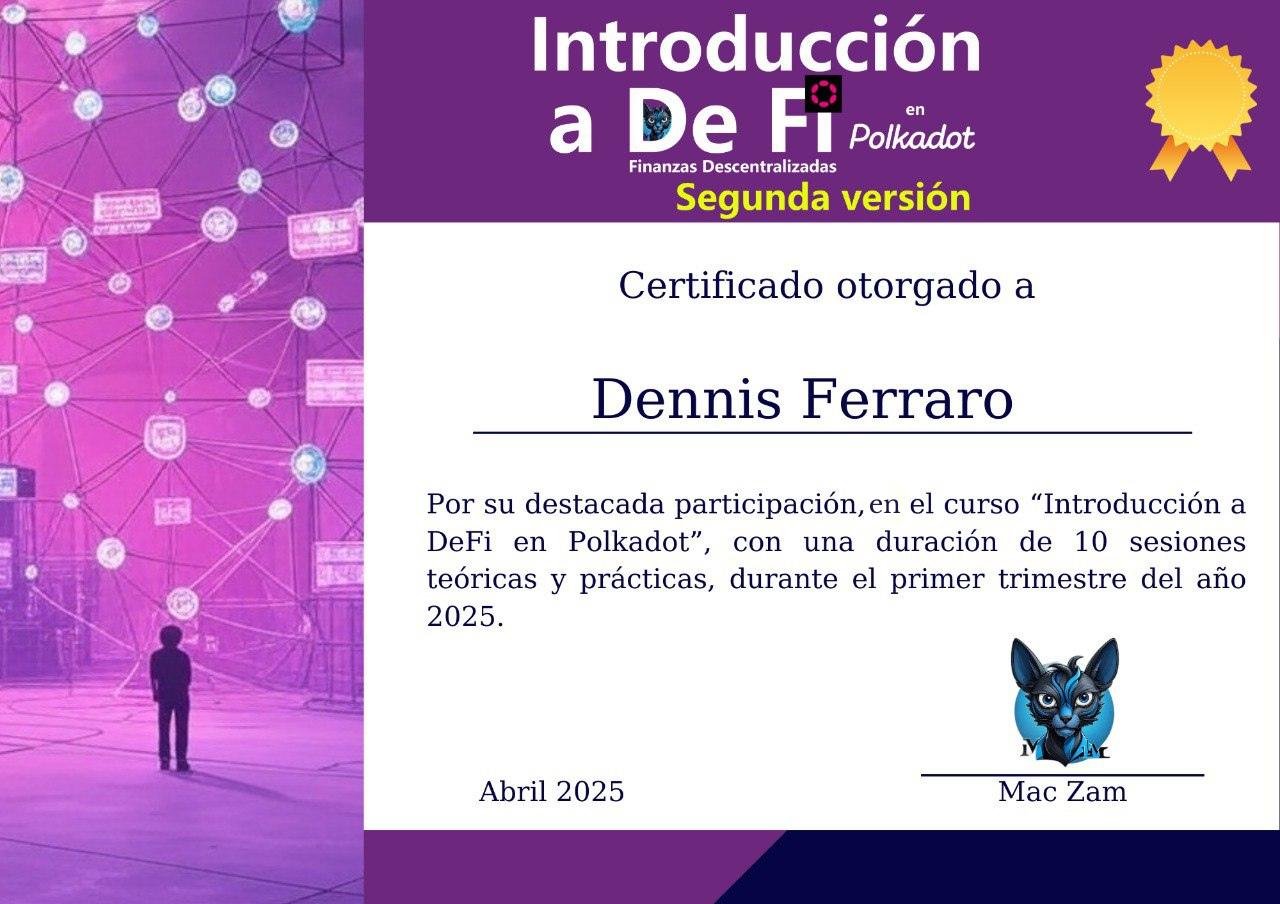 Introducción
a De Fi en
Polkadot
Finanzas Descentralizadas
Segunda versión
Certificado otorgado a
Dennis Ferraro
Por su destacada participación, en el curso “Introducción a
DeFi en Polkadot”, con una duración de 10 sesiones
teóricas y prácticas, durante el primer trimestre del año
2025.
Abril 2025
Mac Zam